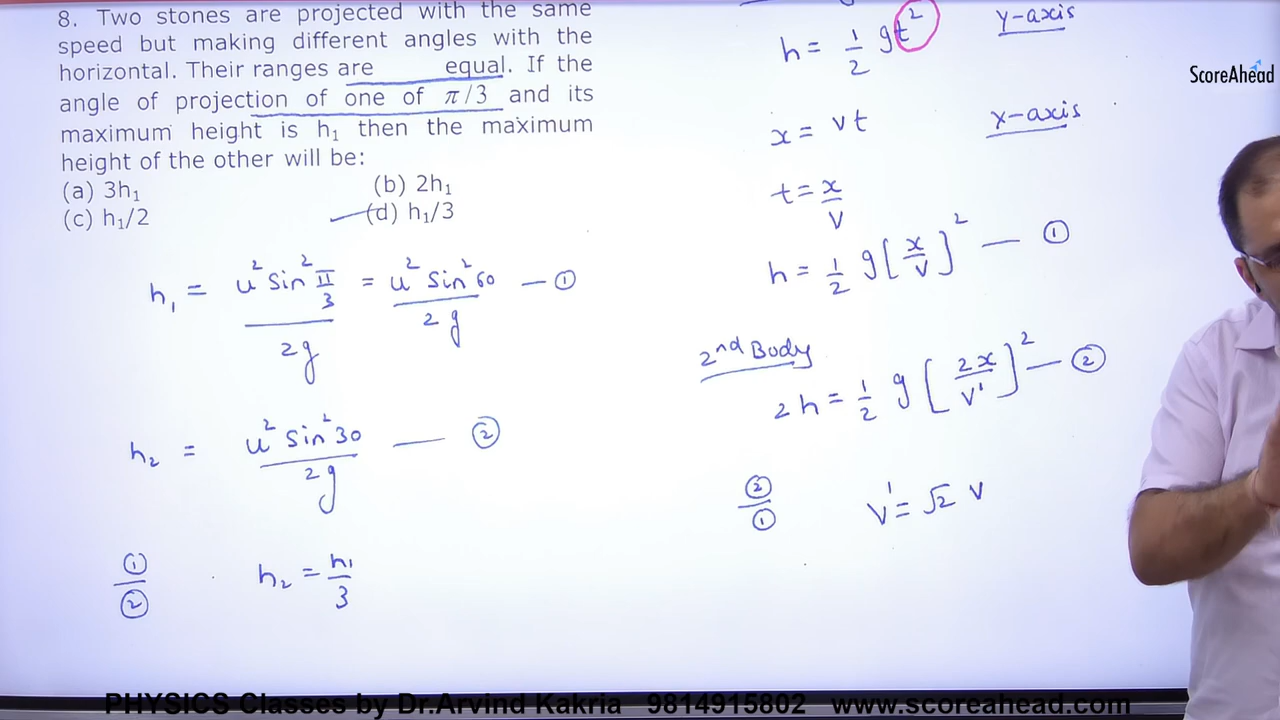 8. Two stones are projected with the same
speed but making different angles with the
horizontal. Their ranges are equal. If the
angle of projection of one of π/3 and its
maximum height is h₁ then the maximum
height of the other will be:
(a) 3h₁ (b) 2h₁
(c) h₁/2 (d) h₁/3
h₁ = u² sin² π/3 / 2g = u² sin² 60 / 2g — ①
h₂ = u² sin² 30 / 2g — ②
①/② h₂ = h₁/3
h = 1/2 gt² y-axis
x = vt x-axis
t = x/v
h = 1/2 g[x/v]² — ①
2nd Body
2h = 1/2 g[2x/v']² — ②
②/① v' = √2 v
ScoreAhead
PHYSICS Classes by Dr.Arvind Kakria 9814915802 www.scoreahead.com